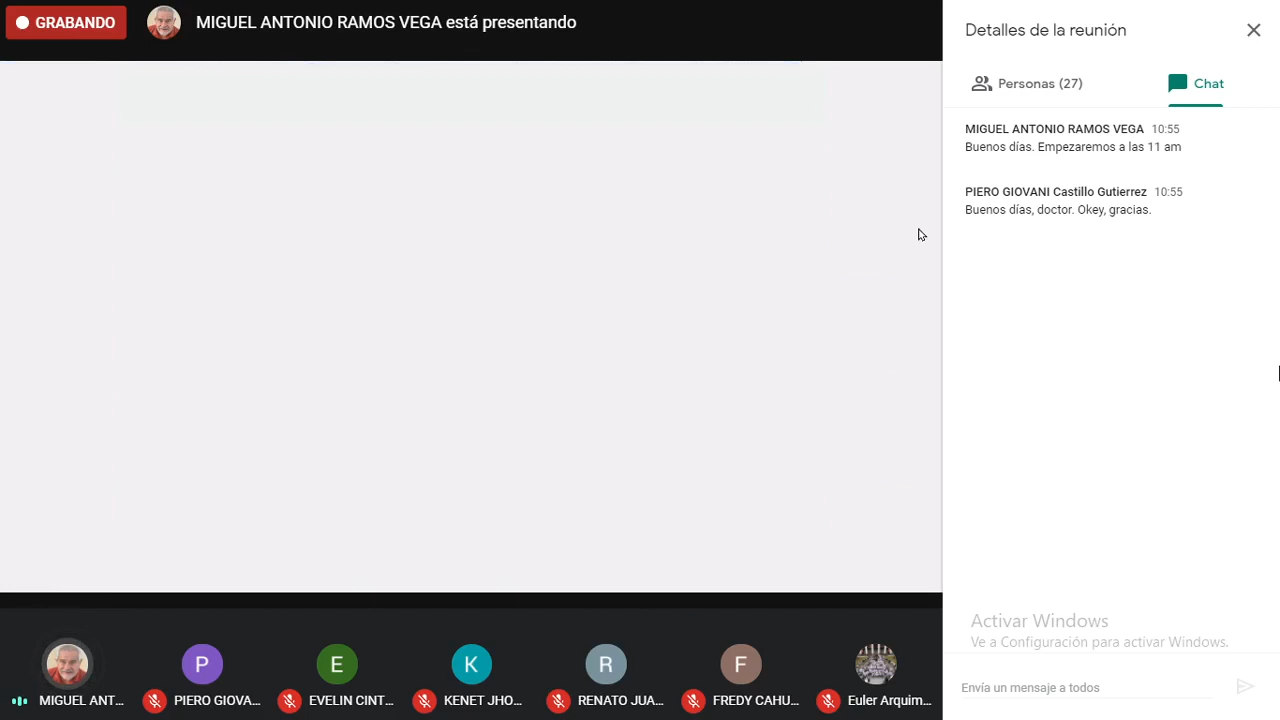 GRABANDO
MIGUEL ANTONIO RAMOS VEGA está presentando
Detalles de la reunión
Personas (27)
Chat
MIGUEL ANTONIO RAMOS VEGA 10:55
Buenos días. Empezaremos a las 11 am
PIERO GIOVANI Castillo Gutierrez 10:55
Buenos días, doctor. Okey, gracias.
Activar Windows
Ve a Configuración para activar Windows.
Envía un mensaje a todos
P
E
K
R
F
MIGUEL ANT...
PIERO GIOVA...
EVELIN CINT...
KENET JHO...
RENATO JUA...
FREDY CAHU...
Euler Arquim...